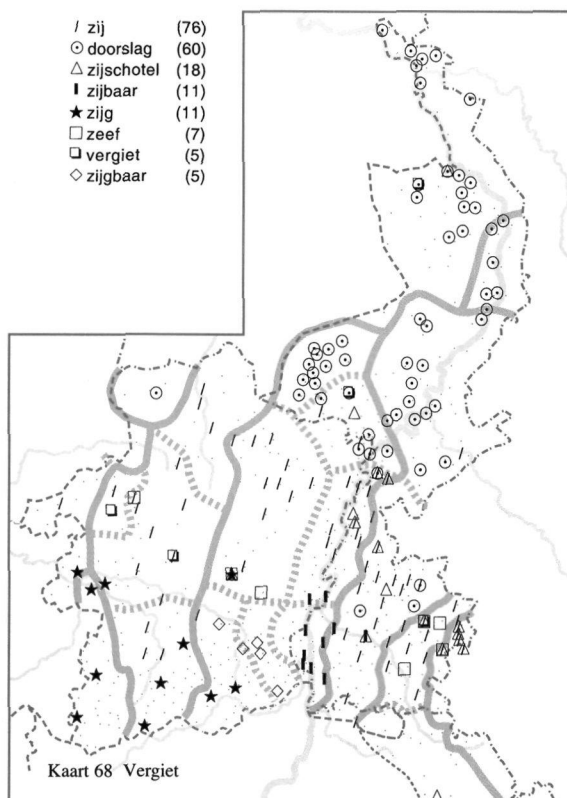 zij (76)
doorslag (60)
zijschotel (18)
zijbaar (11)
zijg (11)
zeef (7)
vergiet (5)
zijgbaar (5)
Kaart 68 Vergiet